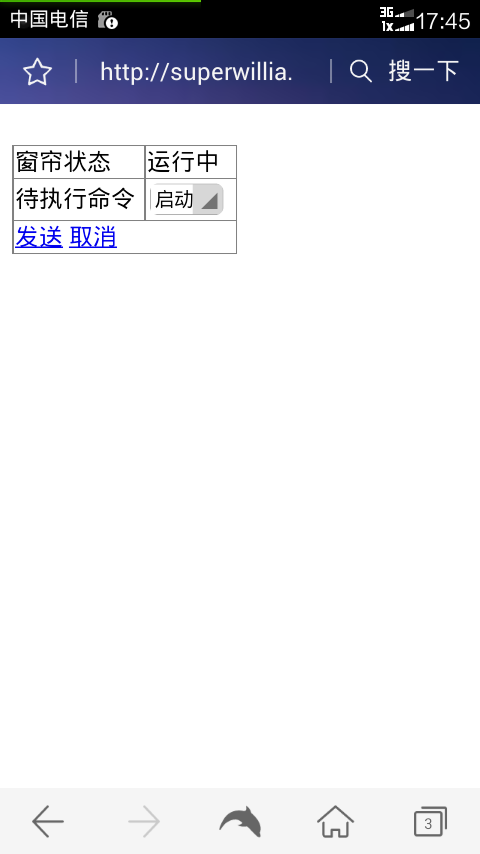 中国电信 3G 1X 17:45
http://superwillia. 搜一下
窗帘状态 运行中
待执行命令 启动
发送 取消
3